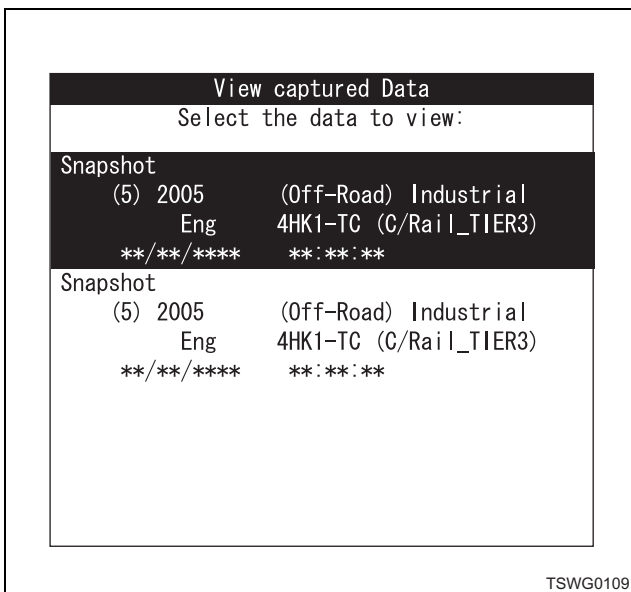 View captured Data
Select the data to view:
Snapshot
(5) 2005 (Off-Road) Industrial
Eng 4HK1-TC (C/Rail_TIER3)
**/**/**** **:**:**
Snapshot
(5) 2005 (Off-Road) Industrial
Eng 4HK1-TC (C/Rail_TIER3)
**/**/**** **:**:**
TSWG0109